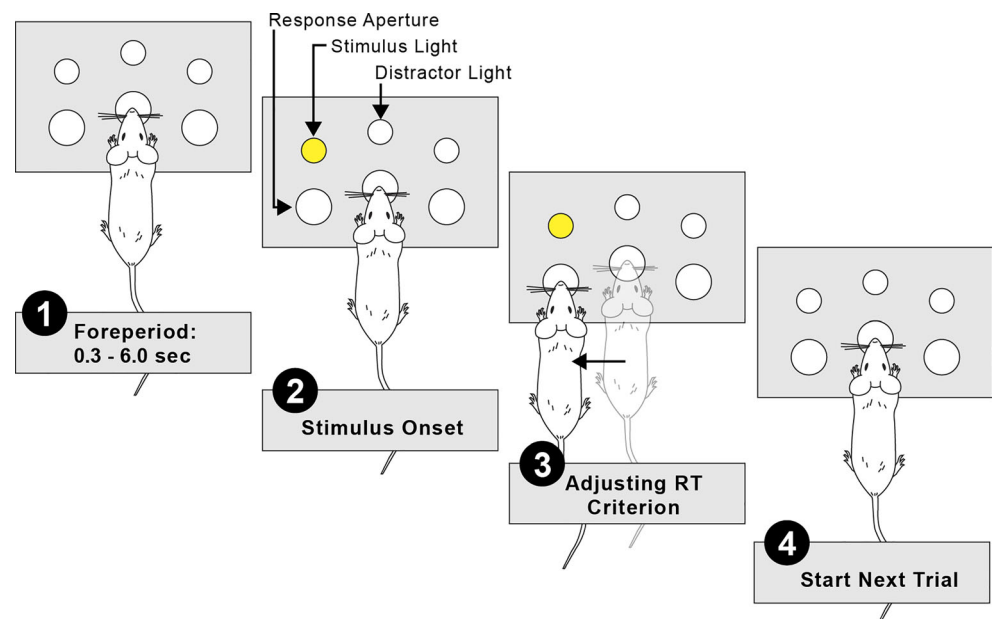 Response Aperture
Stimulus Light
Distractor Light
1
Foreperiod:
0.3 - 6.0 sec
2
Stimulus Onset
3
Adjusting RT
Criterion
4
Start Next Trial